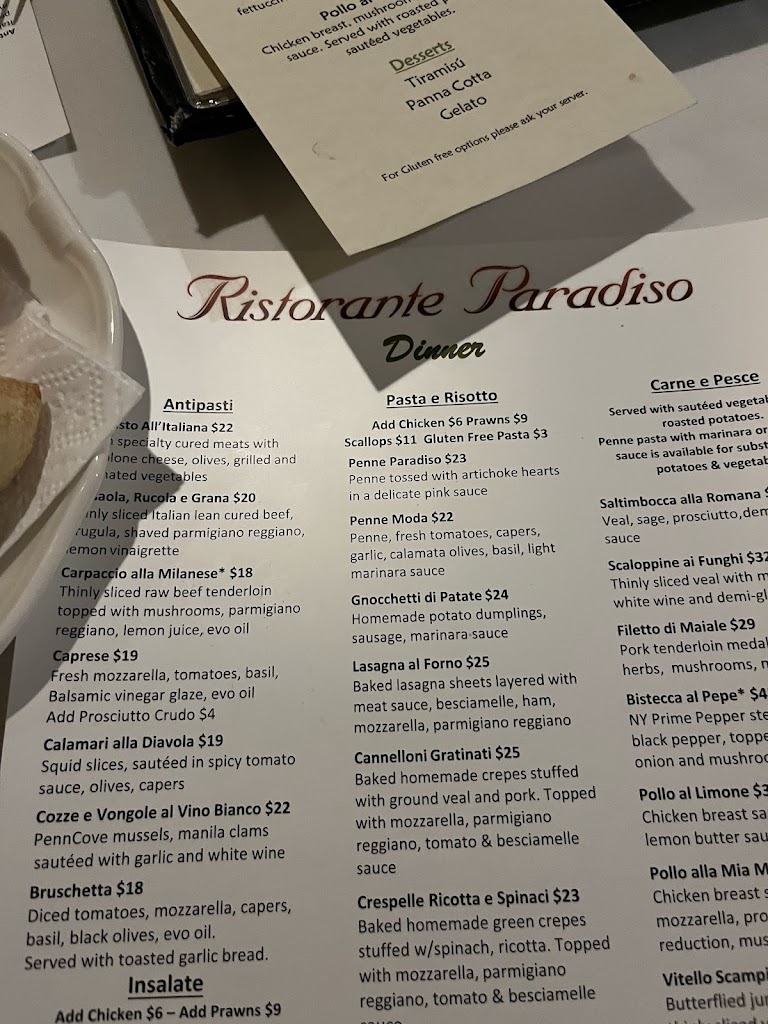 Pollo
Chicken breast,
sauce. Served with roasted
sautéed vegetables.
Desserts
Tiramisú
Panna Cotta
Gelato
For Gluten free options please ask your server.
Ristorante Paradiso
Dinner
Antipasti
All'Italiana $22
specialty cured meats with
cheese, olives, grilled and
vegetables
Rucola e Grana $20
sliced Italian lean cured beef,
shaved parmigiano reggiano,
lemon vinaigrette
Carpaccio alla Milanese* $18
Thinly sliced raw beef tenderloin
topped with mushrooms, parmigiano
reggiano, lemon juice, evo oil
Caprese $19
Fresh mozzarella, tomatoes, basil,
Balsamic vinegar glaze, evo oil
Add Prosciutto Crudo $4
Calamari alla Diavola $19
Squid slices, sautéed in spicy tomato
sauce, olives, capers
Cozze e Vongole al Vino Bianco $22
PennCove mussels, manila clams
sautéed with garlic and white wine
Bruschetta $18
Diced tomatoes, mozzarella, capers,
basil, black olives, evo oil.
Served with toasted garlic bread.
Insalate
Add Chicken $6 – Add Prawns $9
Pasta e Risotto
Add Chicken $6 Prawns $9
Scallops $11 Gluten Free Pasta $3
Penne Paradiso $23
Penne tossed with artichoke hearts
in a delicate pink sauce
Penne Moda $22
Penne, fresh tomatoes, capers,
garlic, calamata olives, basil, light
marinara sauce
Gnocchetti di Patate $24
Homemade potato dumplings,
sausage, marinara sauce
Lasagna al Forno $25
Baked lasagna sheets layered with
meat sauce, besciamelle, ham,
mozzarella, parmigiano reggiano
Cannelloni Gratinati $25
Baked homemade crepes stuffed
with ground veal and pork. Topped
with mozzarella, parmigiano
reggiano, tomato & besciamelle
sauce
Crespelle Ricotta e Spinaci $23
Baked homemade green crepes
stuffed w/spinach, ricotta. Topped
with mozzarella, parmigiano
reggiano, tomato & besciamelle
Carne e Pesce
Served with sautéed
roasted potatoes.
Penne pasta with marinara or
sauce is available for
potatoes &
Saltimbocca alla Romana
Veal, sage, prosciutto,
sauce
Scaloppine ai Funghi
Thinly sliced veal with
white wine and
Filetto di Maiale $29
Pork tenderloin
herbs, mushrooms,
Bistecca al Pepe*
NY Prime Pepper
black pepper,
onion and
Pollo al Limone
Chicken breast
lemon butter
Pollo alla Mia
Chicken breast
mozzarella,
reduction,
Vitello
Butterflied